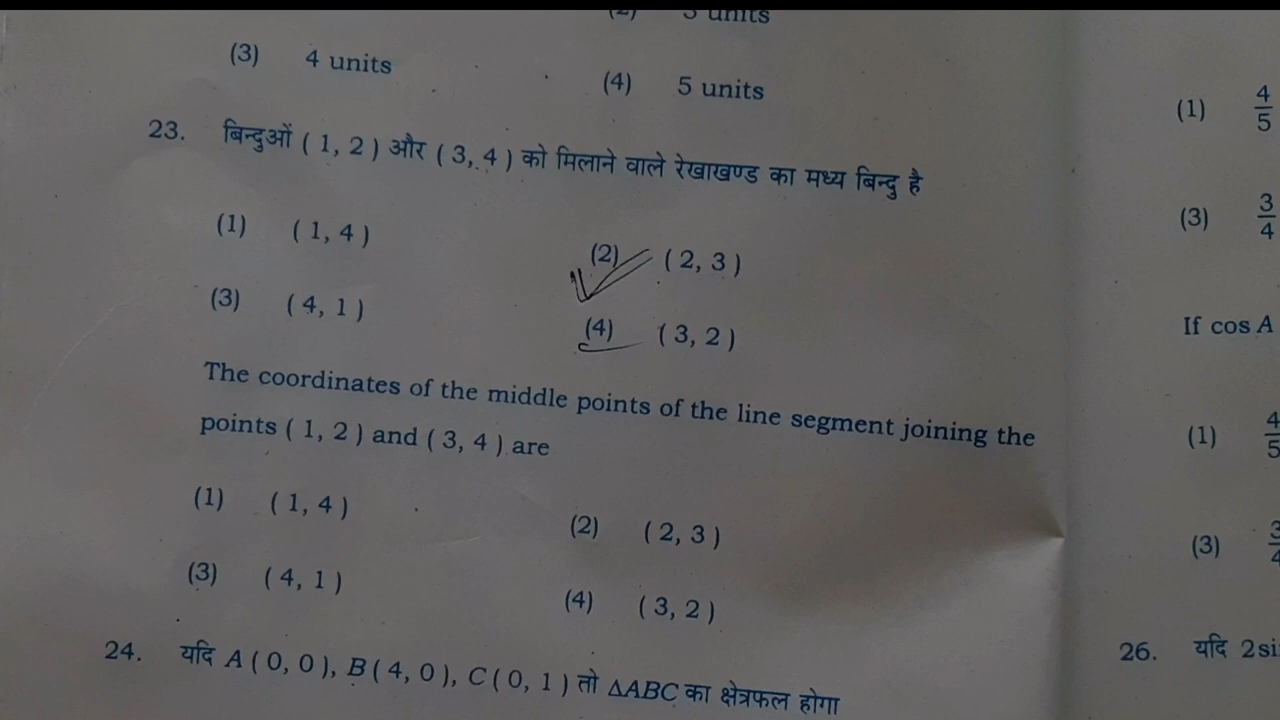 3 units
(3) 4 units
(4) 5 units
23. बिन्दुओं ( 1, 2 ) और ( 3, 4 ) को मिलाने वाले रेखाखण्ड का मध्य बिन्दु है
(1) ( 1, 4 )
(2) ( 2, 3 )
(3) ( 4, 1 )
(4) ( 3, 2 )
The coordinates of the middle points of the line segment joining the
points ( 1, 2 ) and ( 3, 4 ) are
(1) ( 1, 4 )
(2) ( 2, 3 )
(3) ( 4, 1 )
(4) ( 3, 2 )
24. यदि A ( 0, 0 ), B ( 4, 0 ), C ( 0, 1 ) तो ΔABC का क्षेत्रफल होगा
(1) 4/5
(3) 3/4
If cos A
(1)
(3)
26. यदि 2